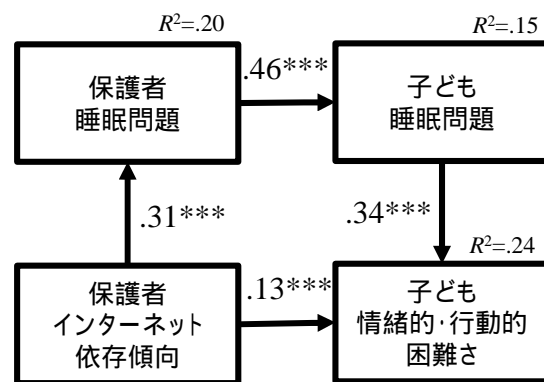 R²=.20
R²=.15
保護者
睡眠問題
.46***
子ども
睡眠問題
.31***
.34***
R²=.24
保護者
インターネット
依存傾向
.13***
子ども
情緒的・行動的
困難さ